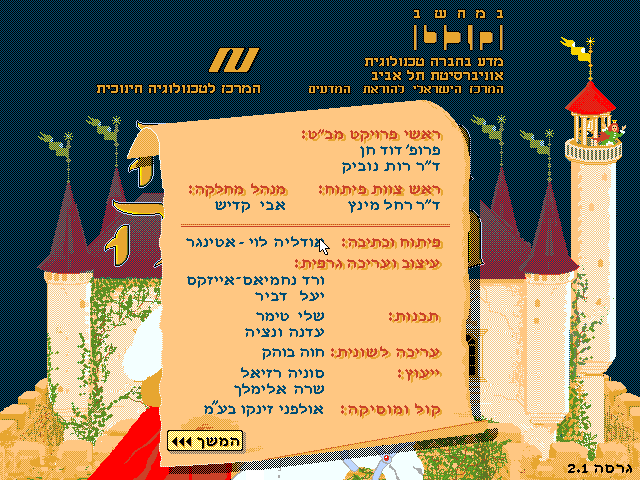 במחשב
מדע בחברה טכנולוגית
אוניברסיטת תל אביב
המרכז הישראלי להוראת המדעים
המרכז לטכנולוגיה חינוכית
ראשי פרויקט מב"ט:
פרופ' דוד חן
ד"ר רות נוביק
ראש צוות פיתוח: מנהל מחלקה:
ד"ר רחל מינץ אבי קדיש
פיתוח וכתיבה: אודליה לוי - אטינגר
עיצוב ועריכה גרפית:
ורד נחמיאס-אייזקס
יעל דביר
תכנות: שלי טימר
עדנה ונציה
עריכה לשונית: חוה בוהק
ייעוץ: סוניה רזיאל
שרה אלימלך
קול ומוסיקה: אולפני זינקו בע"מ
המשך
גרסה 2.1